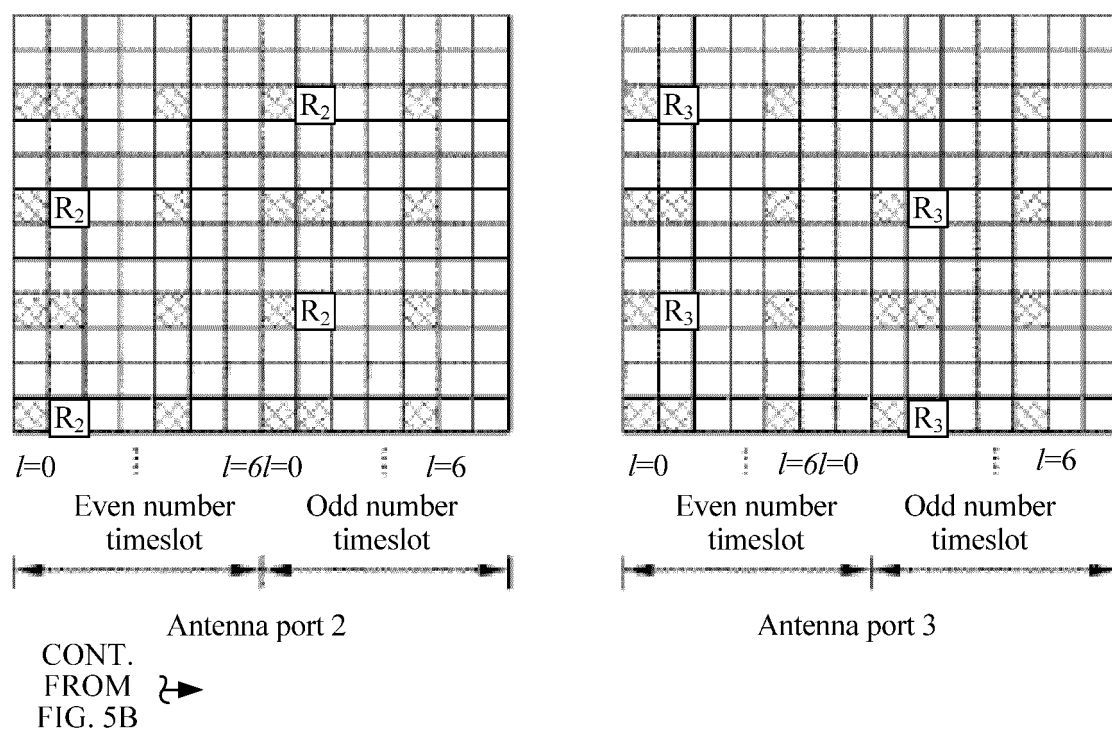 R2 R3
R2 R3
R2 R3
R2 R3
l=0 l=6l=0 l=6 l=0 l=6l=0 l=6
Even number Odd number Even number Odd number
timeslot timeslot timeslot timeslot
Antenna port 2 Antenna port 3
CONT.
FROM
FIG. 5B